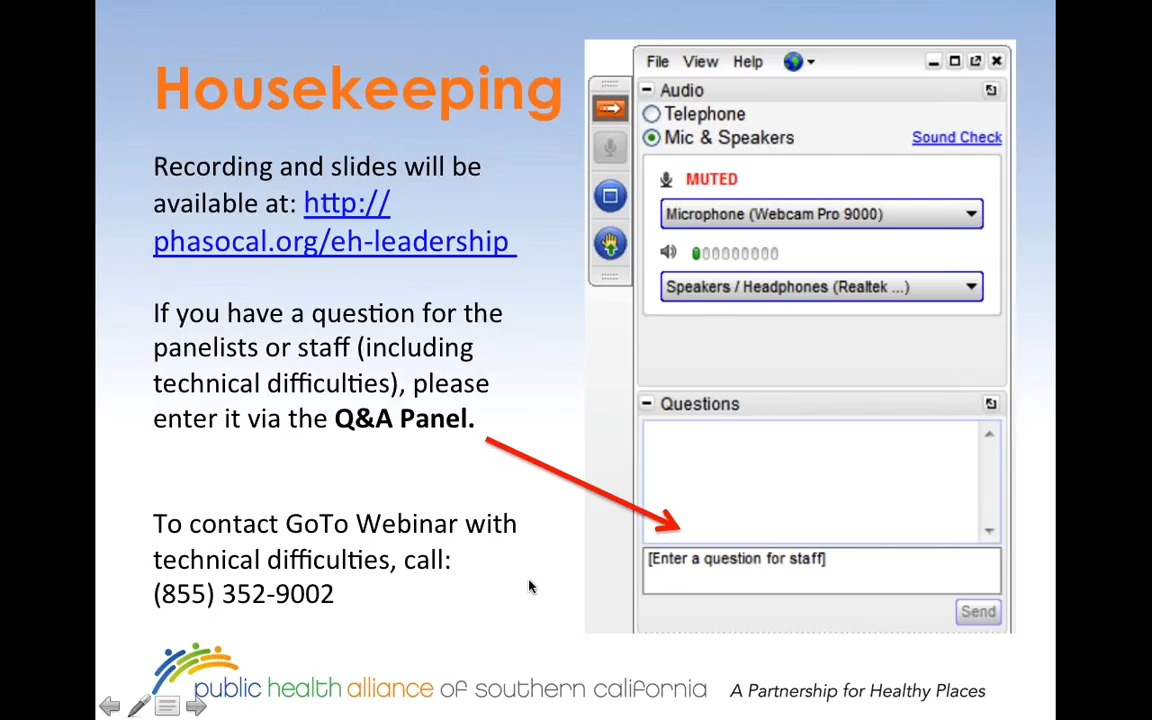 Housekeeping
Recording and slides will be
available at: http://
phasocal.org/eh-leadership
If you have a question for the
panelists or staff (including
technical difficulties), please
enter it via the Q&A Panel.
To contact GoTo Webinar with
technical difficulties, call:
(855) 352-9002
File View Help
Audio
Telephone
Mic & Speakers Sound Check
MUTED
Microphone (Webcam Pro 9000)
Speakers / Headphones (Realtek ...)
Questions
[Enter a question for staff]
Send
public health alliance of southern california A Partnership for Healthy Places